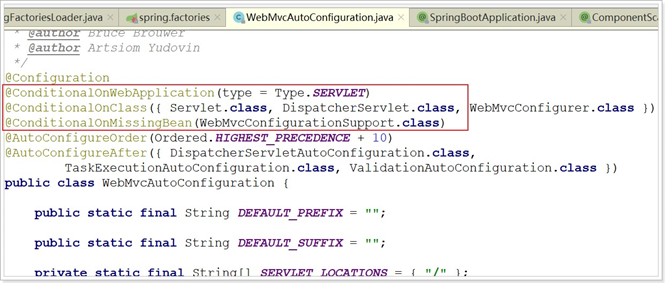 gFactoriesLoader.java spring.factories WebMvcAutoConfiguration.java SpringBootApplication.java ComponentSca
* @author Bruce Brouwer
* @author Artsiom Yudovin
*/
@Configuration
@ConditionalOnWebApplication(type = Type.SERVLET)
@ConditionalOnClass({ Servlet.class, DispatcherServlet.class, WebMvcConfigurer.class })
@ConditionalOnMissingBean(WebMvcConfigurationSupport.class)
@AutoConfigureOrder(Ordered.HIGHEST_PRECEDENCE + 10)
@AutoConfigureAfter({ DispatcherServletAutoConfiguration.class,
TaskExecutionAutoConfiguration.class, ValidationAutoConfiguration.class })
public class WebMvcAutoConfiguration {
public static final String DEFAULT_PREFIX = "";
public static final String DEFAULT_SUFFIX = "";
private static final String[] SERVLET_LOCATIONS = { "/" };